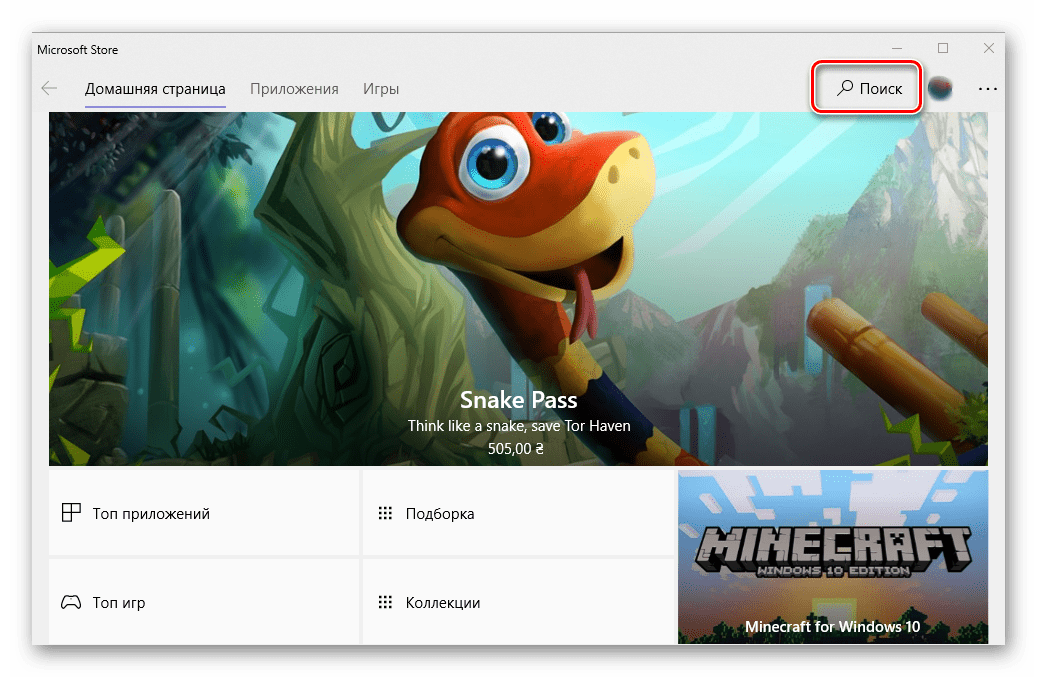 Microsoft Store
Домашняя страница
Приложения
Игры
Поиск
Snake Pass
Think like a snake, save Tor Haven
505,00 ₴
Топ приложений
Подборка
MINECRAFT
WINDOWS 10 EDITION
Топ игр
Коллекции
Minecraft for Windows 10